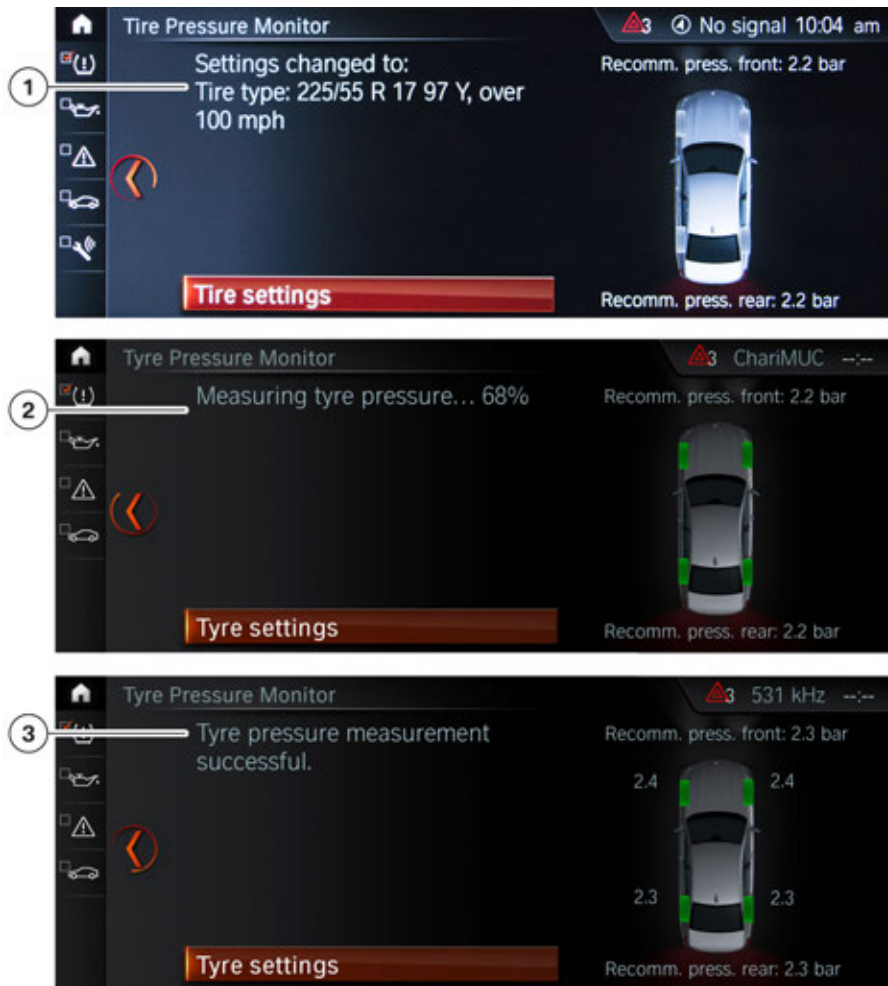 Tire Pressure Monitor
3 No signal 10:04 am
1
Settings changed to:
Tire type: 225/55 R 17 97 Y, over
100 mph
Recomm. press. front: 2.2 bar
Tire settings
Recomm. press. rear: 2.2 bar
Tyre Pressure Monitor
3 ChariMUC --:--
2
Measuring tyre pressure... 68%
Recomm. press. front: 2.2 bar
Tyre settings
Recomm. press. rear: 2.2 bar
Tyre Pressure Monitor
3 531 kHz --:--
3
Tyre pressure measurement
successful.
Recomm. press. front: 2.3 bar
2.4 2.4
2.3 2.3
Tyre settings
Recomm. press. rear: 2.3 bar